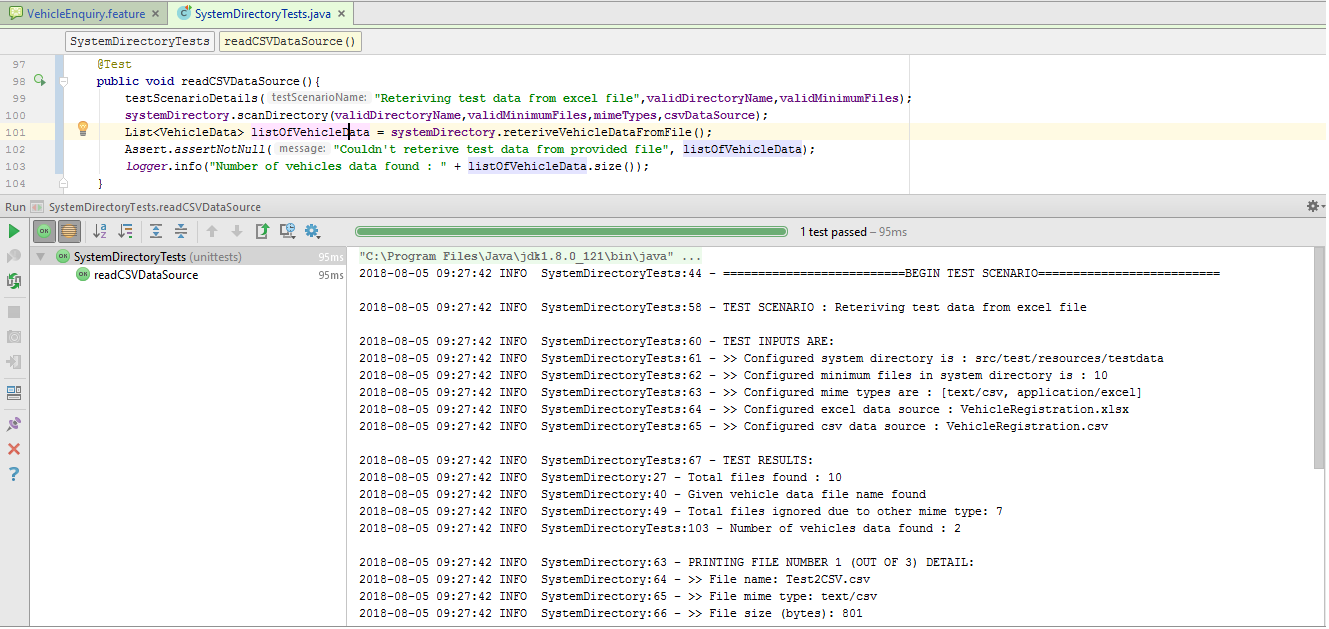 VehicleEnquiry.feature × SystemDirectoryTests.java ×
SystemDirectoryTests readCSVDataSource()
97 @Test
98 public void readCSVDataSource(){
99 testScenarioDetails( testScenarioName: "Reteriving test data from excel file",validDirectoryName,validMinimumFiles);
100 systemDirectory.scanDirectory(validDirectoryName,validMinimumFiles,mimeTypes,csvDataSource);
101 List<VehicleData> listOfVehicleData = systemDirectory.reteriveVehicleDataFromFile();
102 Assert.assertNotNull( message: "Couldn't reterive test data from provided file", listOfVehicleData);
103 logger.info("Number of vehicles data found : " + listOfVehicleData.size());
104 }
Run SystemDirectoryTests.readCSVDataSource
1 test passed – 95ms
SystemDirectoryTests (unittests) 95ms
readCSVDataSource 95ms
"C:\Program Files\Java\jdk1.8.0_121\bin\java" ...
2018-08-05 09:27:42 INFO SystemDirectoryTests:44 - ==========================BEGIN TEST SCENARIO==========================
2018-08-05 09:27:42 INFO SystemDirectoryTests:58 - TEST SCENARIO : Reteriving test data from excel file
2018-08-05 09:27:42 INFO SystemDirectoryTests:60 - TEST INPUTS ARE:
2018-08-05 09:27:42 INFO SystemDirectoryTests:61 - >> Configured system directory is : src/test/resources/testdata
2018-08-05 09:27:42 INFO SystemDirectoryTests:62 - >> Configured minimum files in system directory is : 10
2018-08-05 09:27:42 INFO SystemDirectoryTests:63 - >> Configured mime types are : [text/csv, application/excel]
2018-08-05 09:27:42 INFO SystemDirectoryTests:64 - >> Configured excel data source : VehicleRegistration.xlsx
2018-08-05 09:27:42 INFO SystemDirectoryTests:65 - >> Configured csv data source : VehicleRegistration.csv
2018-08-05 09:27:42 INFO SystemDirectoryTests:67 - TEST RESULTS:
2018-08-05 09:27:42 INFO SystemDirectory:27 - Total files found : 10
2018-08-05 09:27:42 INFO SystemDirectory:40 - Given vehicle data file name found
2018-08-05 09:27:42 INFO SystemDirectory:49 - Total files ignored due to other mime type: 7
2018-08-05 09:27:42 INFO SystemDirectoryTests:103 - Number of vehicles data found : 2
2018-08-05 09:27:42 INFO SystemDirectory:63 - PRINTING FILE NUMBER 1 (OUT OF 3) DETAIL:
2018-08-05 09:27:42 INFO SystemDirectory:64 - >> File name: Test2CSV.csv
2018-08-05 09:27:42 INFO SystemDirectory:65 - >> File mime type: text/csv
2018-08-05 09:27:42 INFO SystemDirectory:66 - >> File size (bytes): 801